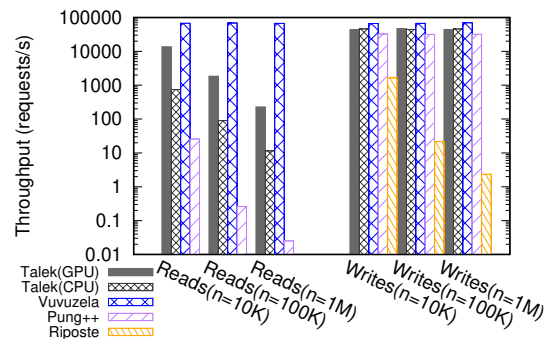 Throughput (requests/s)
100000
10000
1000
100
10
1
0.1
0.01
Reads(n=10K)
Reads(n=100K)
Reads(n=1M)
Writes(n=10K)
Writes(n=100K)
Writes(n=1M)
Talek(GPU)
Talek(CPU)
Vuvuzela
Pung++
Riposte